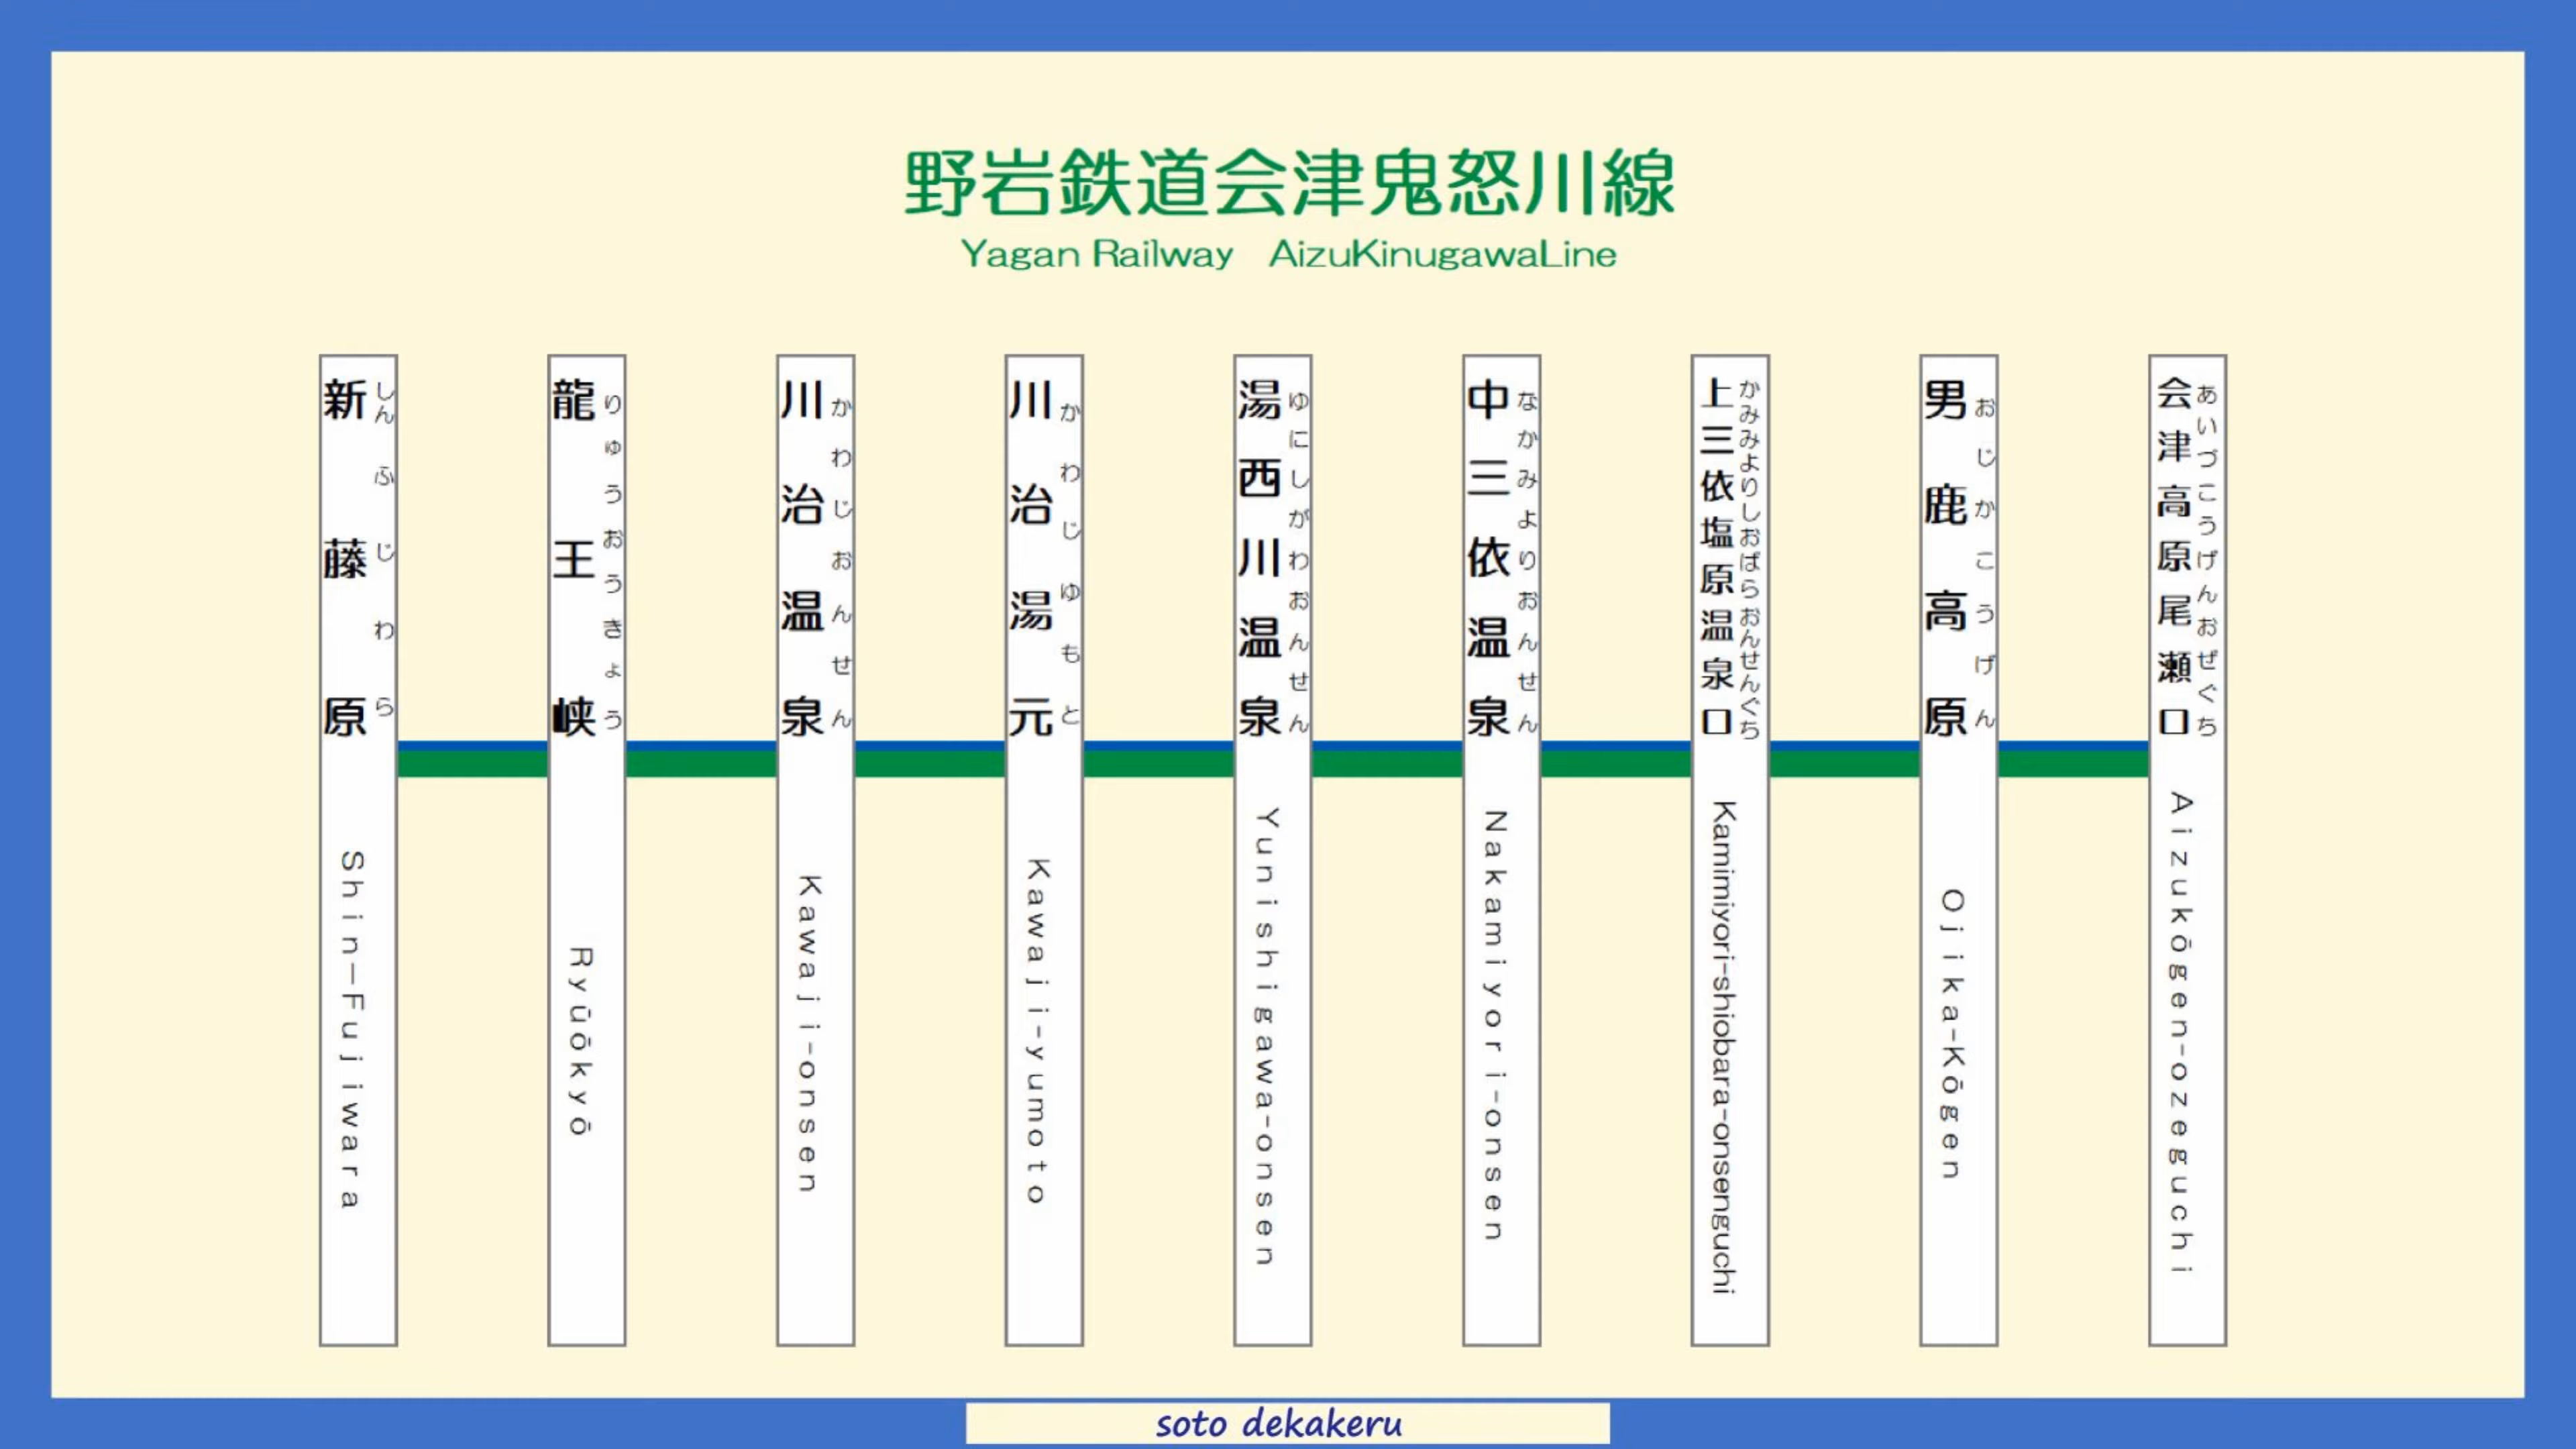 野岩鉄道会津鬼怒川線
Yagan Railway AizuKinugawaLine
新藤原
しんふじわら
Shin-Fujiwara
龍王峡
りゅうおうきょう
Ryūōkyō
川治温泉
かわじおんせん
Kawaji-onsen
川治湯元
かわじゆもと
Kawaji-yumoto
湯西川温泉
ゆにしがわおんせん
Yunishigawa-onsen
中三依温泉
なかみよりおんせん
Nakamiyori-onsen
上三依塩原温泉口
かみみよりしおばらおんせんぐち
Kamimiyori-shiobara-onsenguchi
男鹿高原
おじかこうげん
Ojika-Kōgen
会津高原尾瀬口
あいづこうげんおぜぐち
Aizukōgen-ozeguchi
soto dekakeru